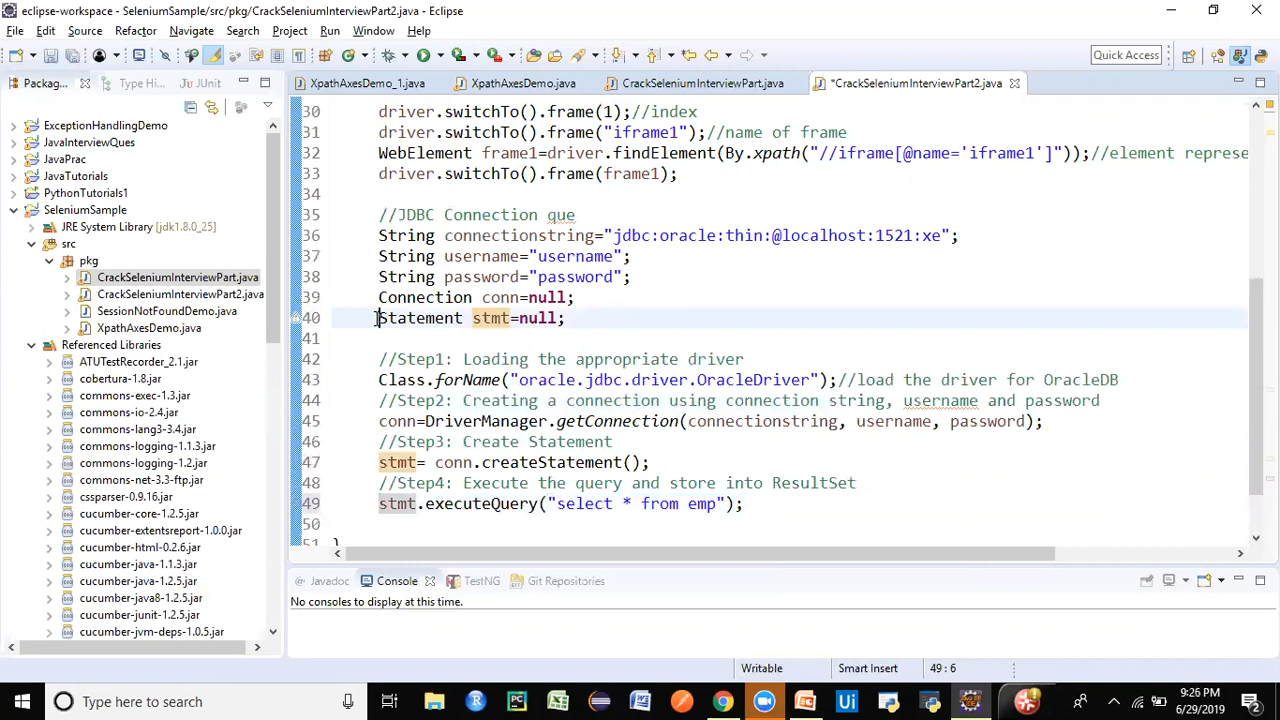 eclipse-workspace - SeleniumSample/src/pkg/CrackSeleniumInterviewPart2.java - Eclipse
File Edit Source Refactor Navigate Search Project Run Window Help
Quick Access
Packag... Type Hi... JUnit
XpathAxesDemo_1.java XpathAxesDemo.java CrackSeleniumInterviewPart.java *CrackSeleniumInterviewPart2.java
ExceptionHandlingDemo
JavaInterviewQues
JavaPrac
JavaTutorials
PythonTutorials1
SeleniumSample
JRE System Library [jdk1.8.0_25]
src
pkg
CrackSeleniumInterviewPart.java
CrackSeleniumInterviewPart2.java
SessionNotFoundDemo.java
XpathAxesDemo.java
Referenced Libraries
ATUTestRecorder_2.1.jar
cobertura-1.8.jar
commons-exec-1.3.jar
commons-io-2.4.jar
commons-lang3-3.4.jar
commons-logging-1.1.3.jar
commons-logging-1.2.jar
commons-net-3.3-ftp.jar
cssparser-0.9.16.jar
cucumber-core-1.2.5.jar
cucumber-extentsreport-1.0.0.jar
cucumber-html-0.2.6.jar
cucumber-java-1.1.3.jar
cucumber-java-1.2.5.jar
cucumber-java8-1.2.5.jar
cucumber-junit-1.2.5.jar
cucumber-jvm-deps-1.0.5.jar
30 driver.switchTo().frame(1);//index
31 driver.switchTo().frame("iframe1");//name of frame
32 WebElement frame1=driver.findElement(By.xpath("//iframe[@name='iframe1']"));//element represe
33 driver.switchTo().frame(frame1);
34
35 //JDBC Connection que
36 String connectionstring="jdbc:oracle:thin:@localhost:1521:xe";
37 String username="username";
38 String password="password";
39 Connection conn=null;
40 Statement stmt=null;
41
42 //Step1: Loading the appropriate driver
43 Class.forName("oracle.jdbc.driver.OracleDriver");//load the driver for OracleDB
44 //Step2: Creating a connection using connection string, username and password
45 conn=DriverManager.getConnection(connectionstring, username, password);
46 //Step3: Create Statement
47 stmt= conn.createStatement();
48 //Step4: Execute the query and store into ResultSet
49 stmt.executeQuery("select * from emp");
50
51 }
Javadoc Console TestNG Git Repositories
No consoles to display at this time.
Writable Smart Insert 49 : 6
Type here to search
9:26 PM
6/29/2019